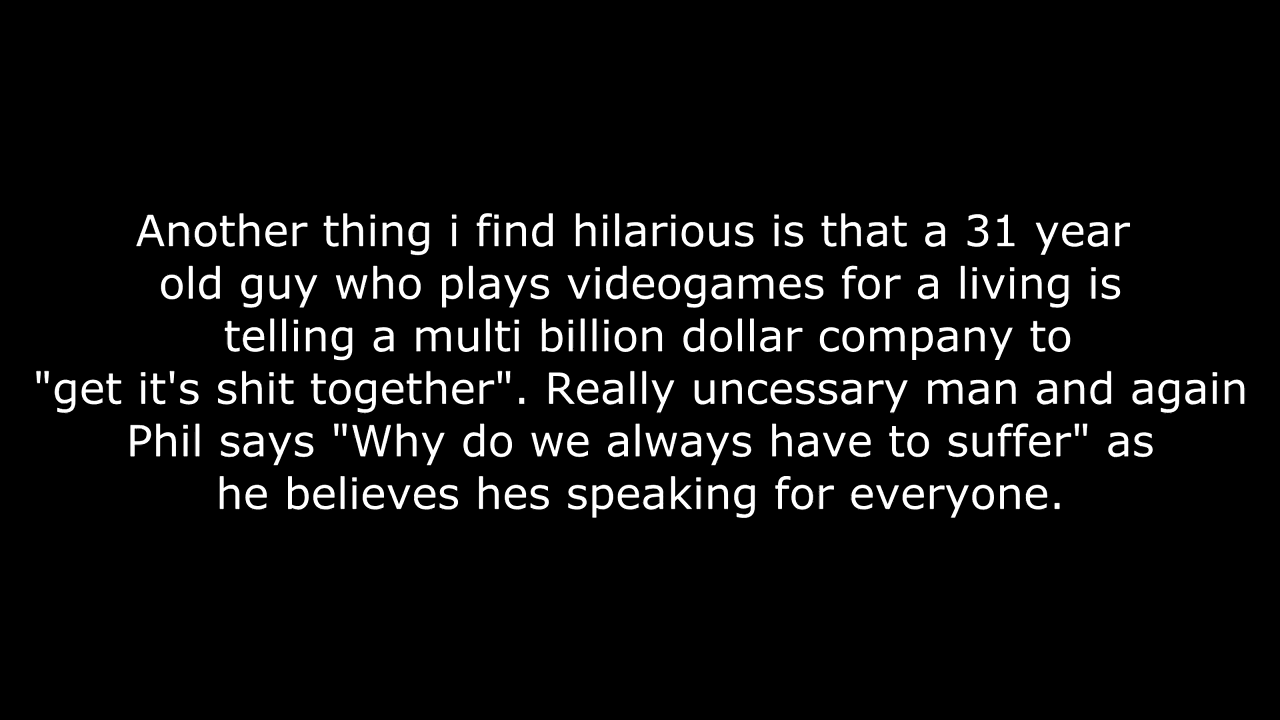 Another thing i find hilarious is that a 31 year
old guy who plays videogames for a living is
telling a multi billion dollar company to
"get it's shit together". Really uncessary man and again
Phil says "Why do we always have to suffer" as
he believes hes speaking for everyone.